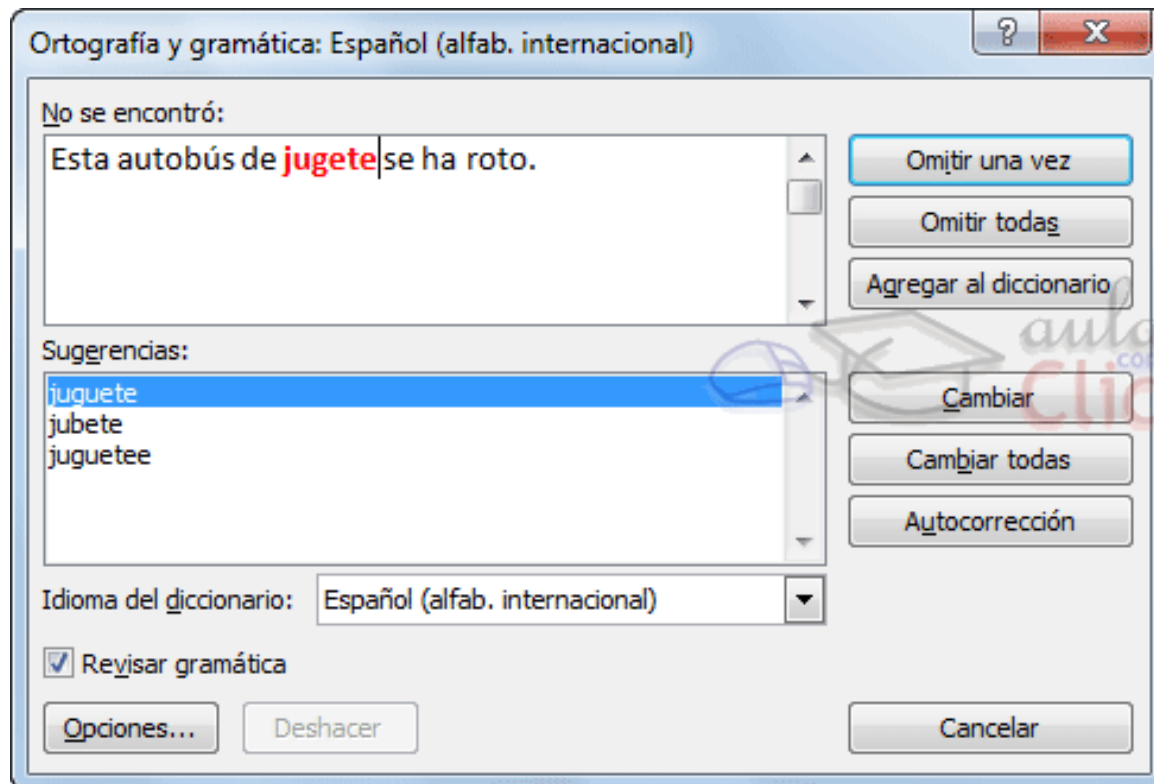 Ortografía y gramática: Español (alfab. internacional)
No se encontró:
Esta autobús de jugete se ha roto.
Omitir una vez
Omitir todas
Agregar al diccionario
Sugerencias:
juguete
jubete
juguetee
Cambiar
Cambiar todas
Autocorrección
Idioma del diccionario: Español (alfab. internacional)
Revisar gramática
Opciones... Deshacer Cancelar
aula
Clic